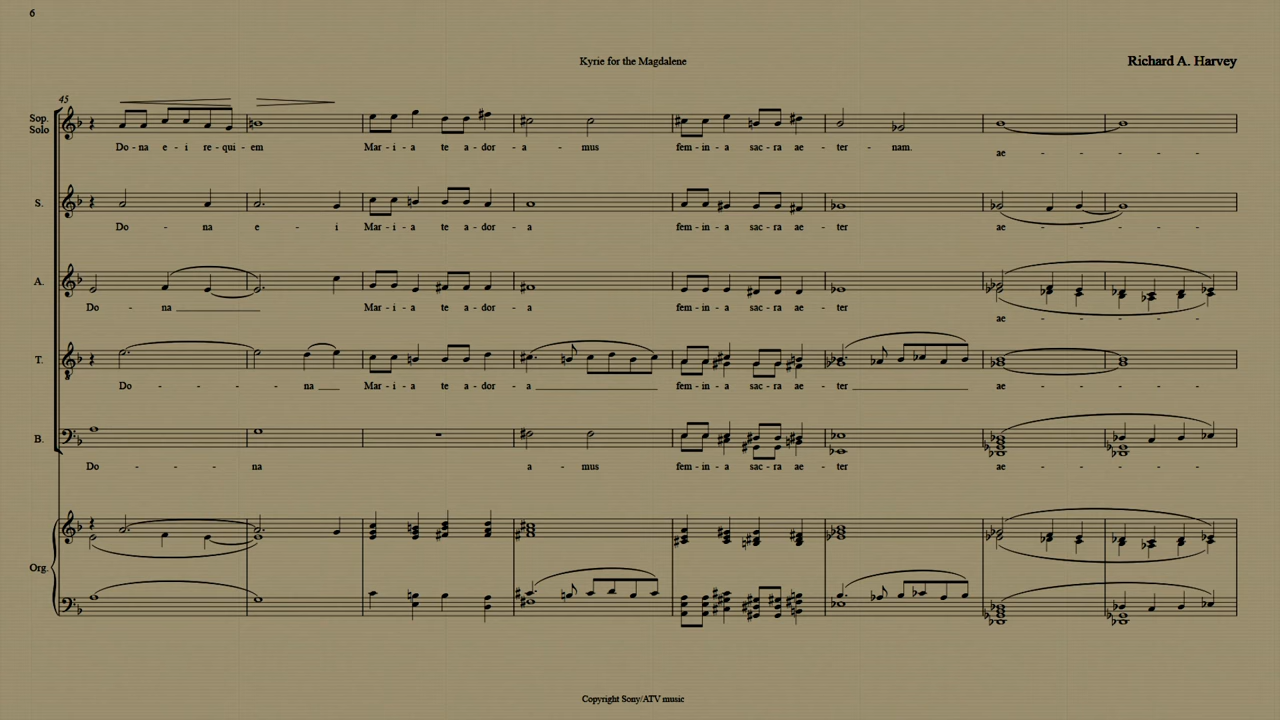 6
Kyrie for the Magdalene
Richard A. Harvey
45
Sop. Solo
Do - na e - i re - qui - em Mar - i - a te a - dor - a - mus fem - in - a sac - ra ae - ter - nam. ae - - - -
S.
Do - na e - i Mar - i - a te a - dor - a fem - in - a sac - ra ae - ter ae - - - -
A.
Do - na Mar - i - a te a - dor - a fem - in - a sac - ra ae - ter ae - - - -
T.
Do - - - na Mar - i - a te a - dor - a fem - in - a sac - ra ae - ter ae - - - -
B.
Do - - - na a - mus fem - in - a sac - ra ae - ter ae - - - -
Org.
Copyright Sony/ATV music